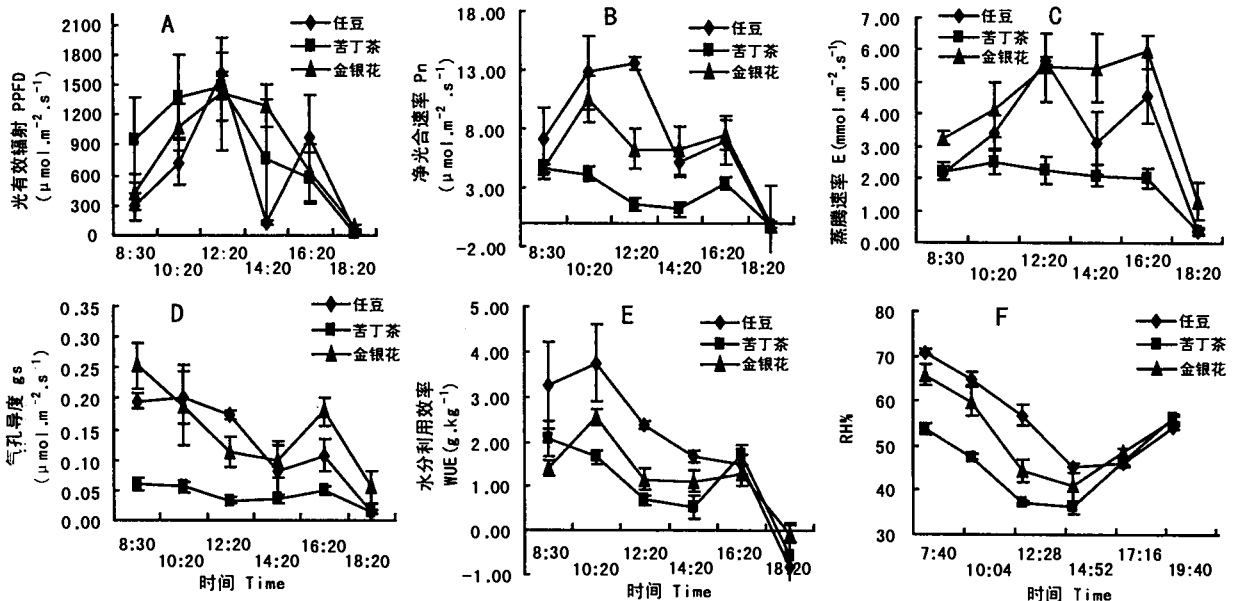 A
光有效辐射 PPFD
(μmol.m⁻².s⁻¹)
2100
1800
1500
1200
900
600
300
0
任豆
苦丁茶
金银花
8:30
10:20
12:20
14:20
16:20
18:20
B
净光合速率 Pn
(μmol.m⁻².s⁻¹)
13.00
8.00
3.00
-2.00
任豆
苦丁茶
金银花
8:30
10:20
12:20
14:20
16:20
18:20
C
蒸腾速率 E(mmol.m⁻².s⁻¹)
7.00
6.00
5.00
4.00
3.00
2.00
1.00
0.00
任豆
苦丁茶
金银花
8:30
10:20
12:20
14:20
16:20
18:20
D
气孔导度 gs
(μmol.m⁻².s⁻¹)
0.35
0.30
0.25
0.20
0.15
0.10
0.05
0.00
任豆
苦丁茶
金银花
8:30
10:20
12:20
14:20
16:20
18:20
时间 Time
E
水分利用效率
WUE(g.kg⁻¹)
5.00
4.00
3.00
2.00
1.00
0.00
-1.00
任豆
苦丁茶
金银花
8:30
10:20
12:20
14:20
16:20
18:20
时间 Time
F
RH%
80
70
60
50
40
30
任豆
苦丁茶
金银花
7:40
10:04
12:28
14:52
17:16
19:40
时间 Time